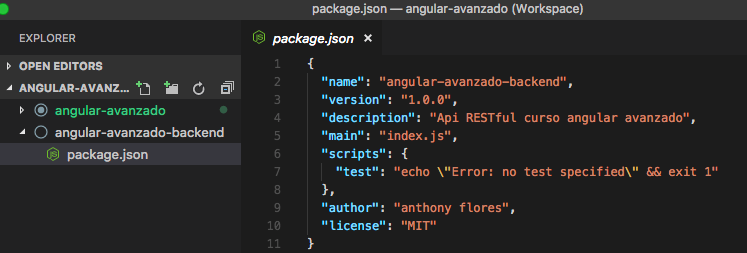 package.json — angular-avanzado (Workspace)
EXPLORER
OPEN EDITORS
ANGULAR-AVANZ...
angular-avanzado
angular-avanzado-backend
package.json
package.json
1 {
2 "name": "angular-avanzado-backend",
3 "version": "1.0.0",
4 "description": "Api RESTful curso angular avanzado",
5 "main": "index.js",
6 "scripts": {
7 "test": "echo \"Error: no test specified\" && exit 1"
8 },
9 "author": "anthony flores",
10 "license": "MIT"
11 }